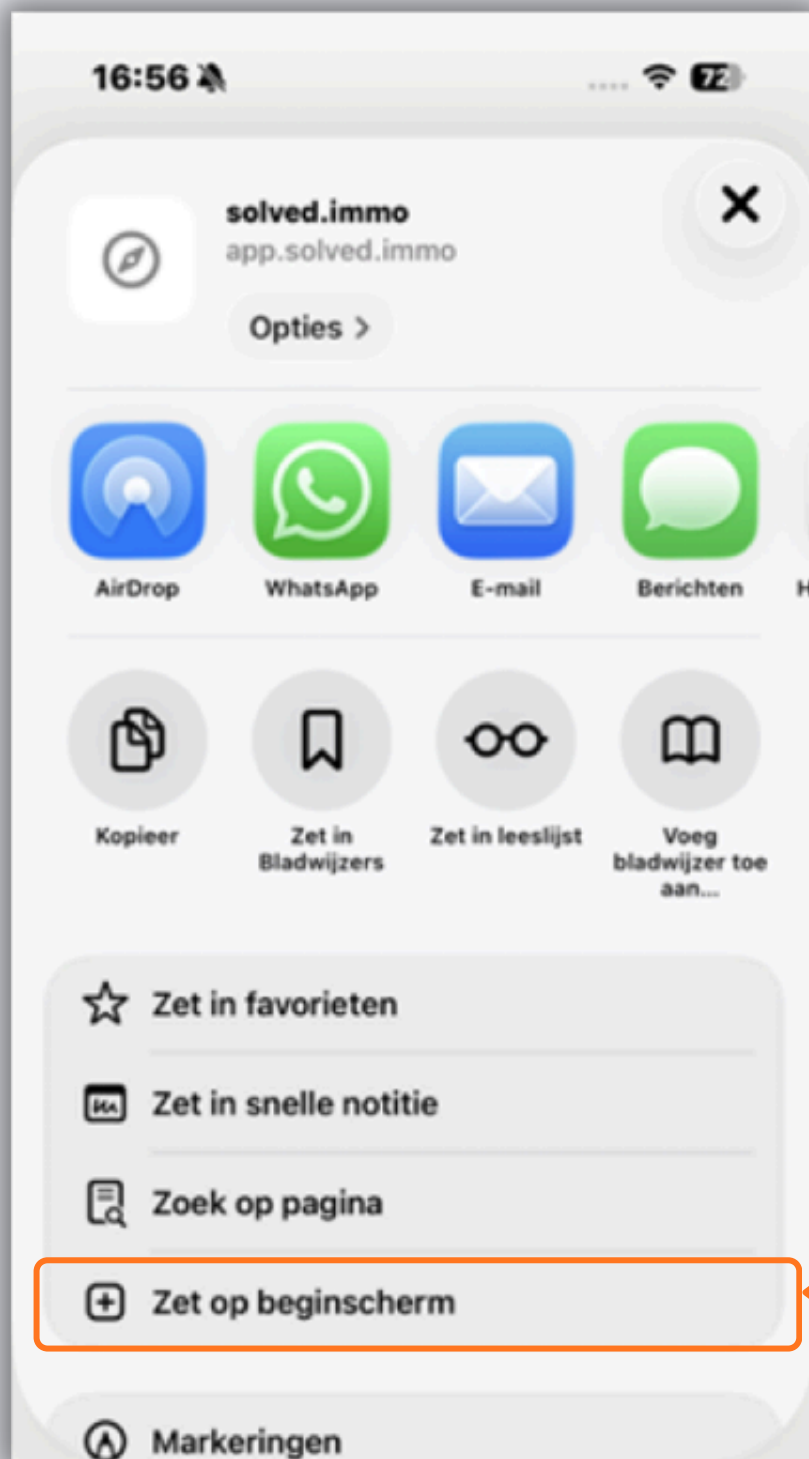 16:56
72
solved.immo
app.solved.immo
Opties >
AirDrop
WhatsApp
E-mail
Berichten
H
Kopieer
Zet in
Bladwijzers
Zet in leeslijst
Voeg
bladwijzer toe
aan...
Zet in favorieten
Zet in snelle notitie
Zoek op pagina
Zet op beginscherm
Markeringen